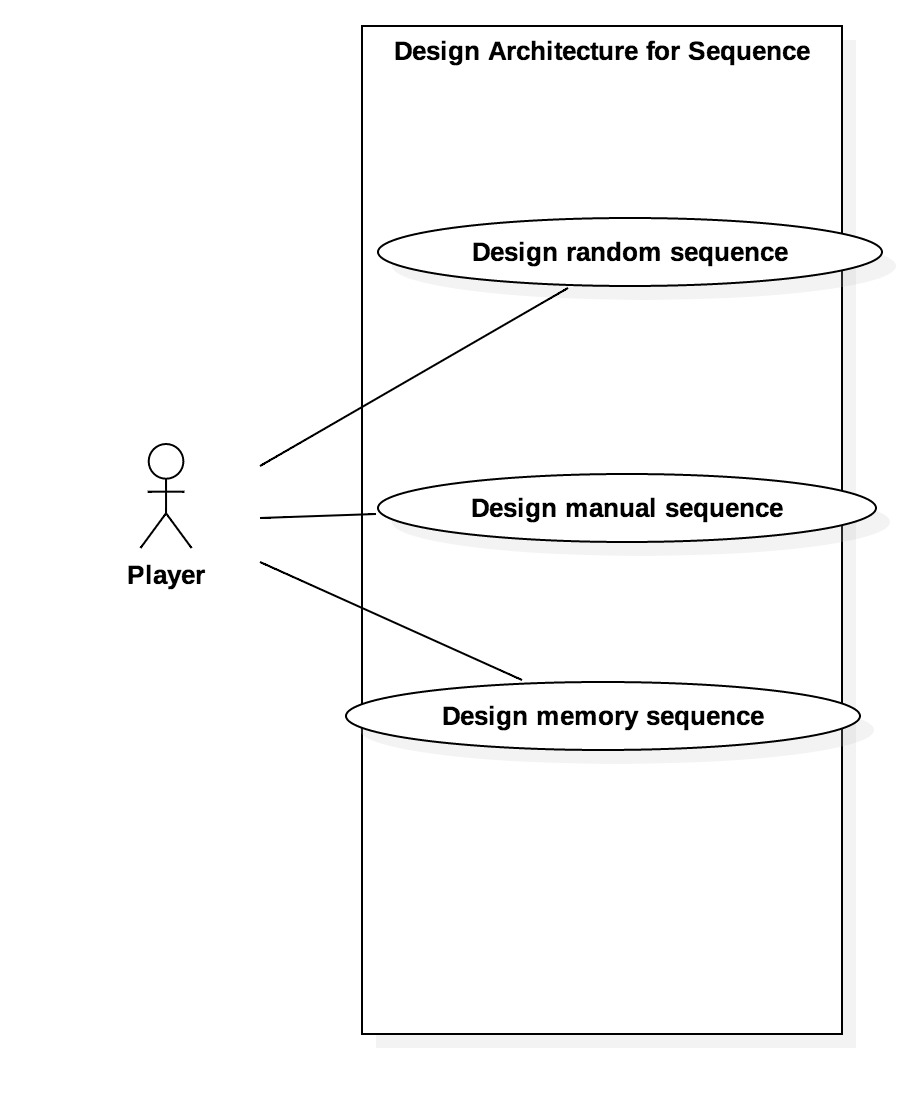 Design Architecture for Sequence
Design random sequence
Design manual sequence
Player
Design memory sequence